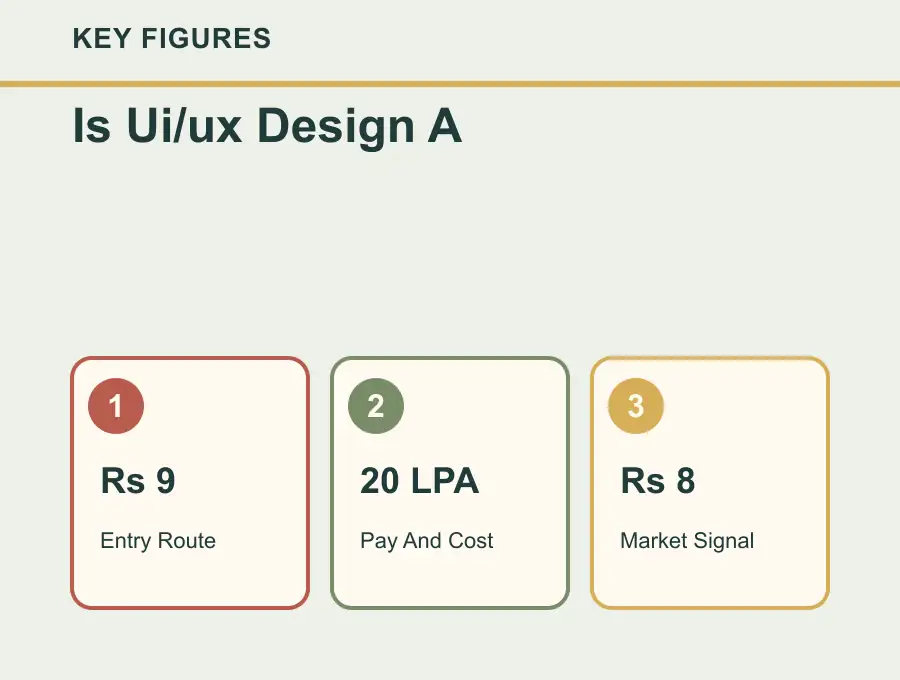 KEY FIGURES
Is Ui/ux Design A
1
Rs 9
Entry Route
2
20 LPA
Pay And Cost
3
Rs 8
Market Signal